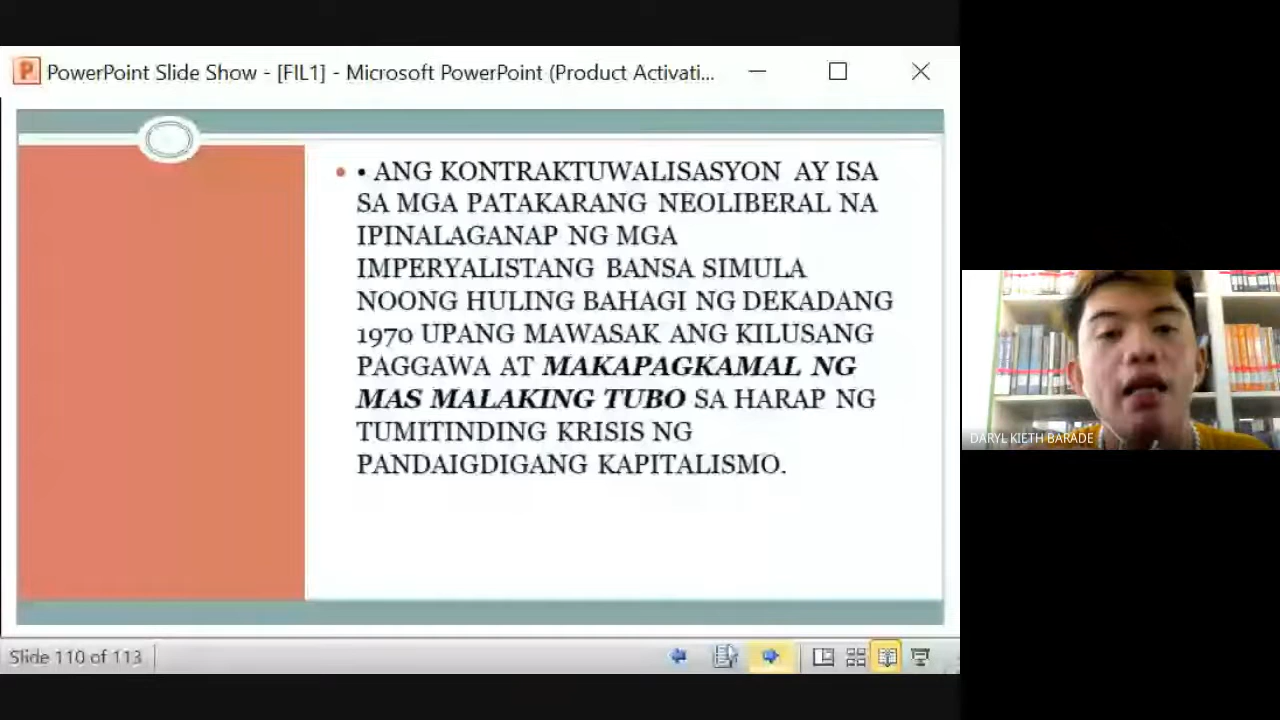 PowerPoint Slide Show - [FIL1] - Microsoft PowerPoint (Product Activati...
• • ANG KONTRAKTUWALISASYON AY ISA
SA MGA PATAKARANG NEOLIBERAL NA
IPINALAGANAP NG MGA
IMPERYALISTANG BANSA SIMULA
NOONG HULING BAHAGI NG DEKADANG
1970 UPANG MAWASAK ANG KILUSANG
PAGGAWA AT MAKAPAGKAMAL NG
MAS MALAKING TUBO SA HARAP NG
TUMITINDING KRISIS NG
PANDAIGDIGANG KAPITALISMO.
DARYL KIETH BARADE
Slide 110 of 113